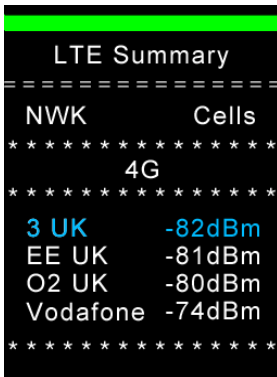 LTE Summary
= = = = = = = = = = = = = = = =
NWK Cells
* * * * * * * * * * * * * * *
4G
* * * * * * * * * * * * * * *
3 UK -82dBm
EE UK -81dBm
O2 UK -80dBm
Vodafone -74dBm
* * * * * * * * * * * * * * *